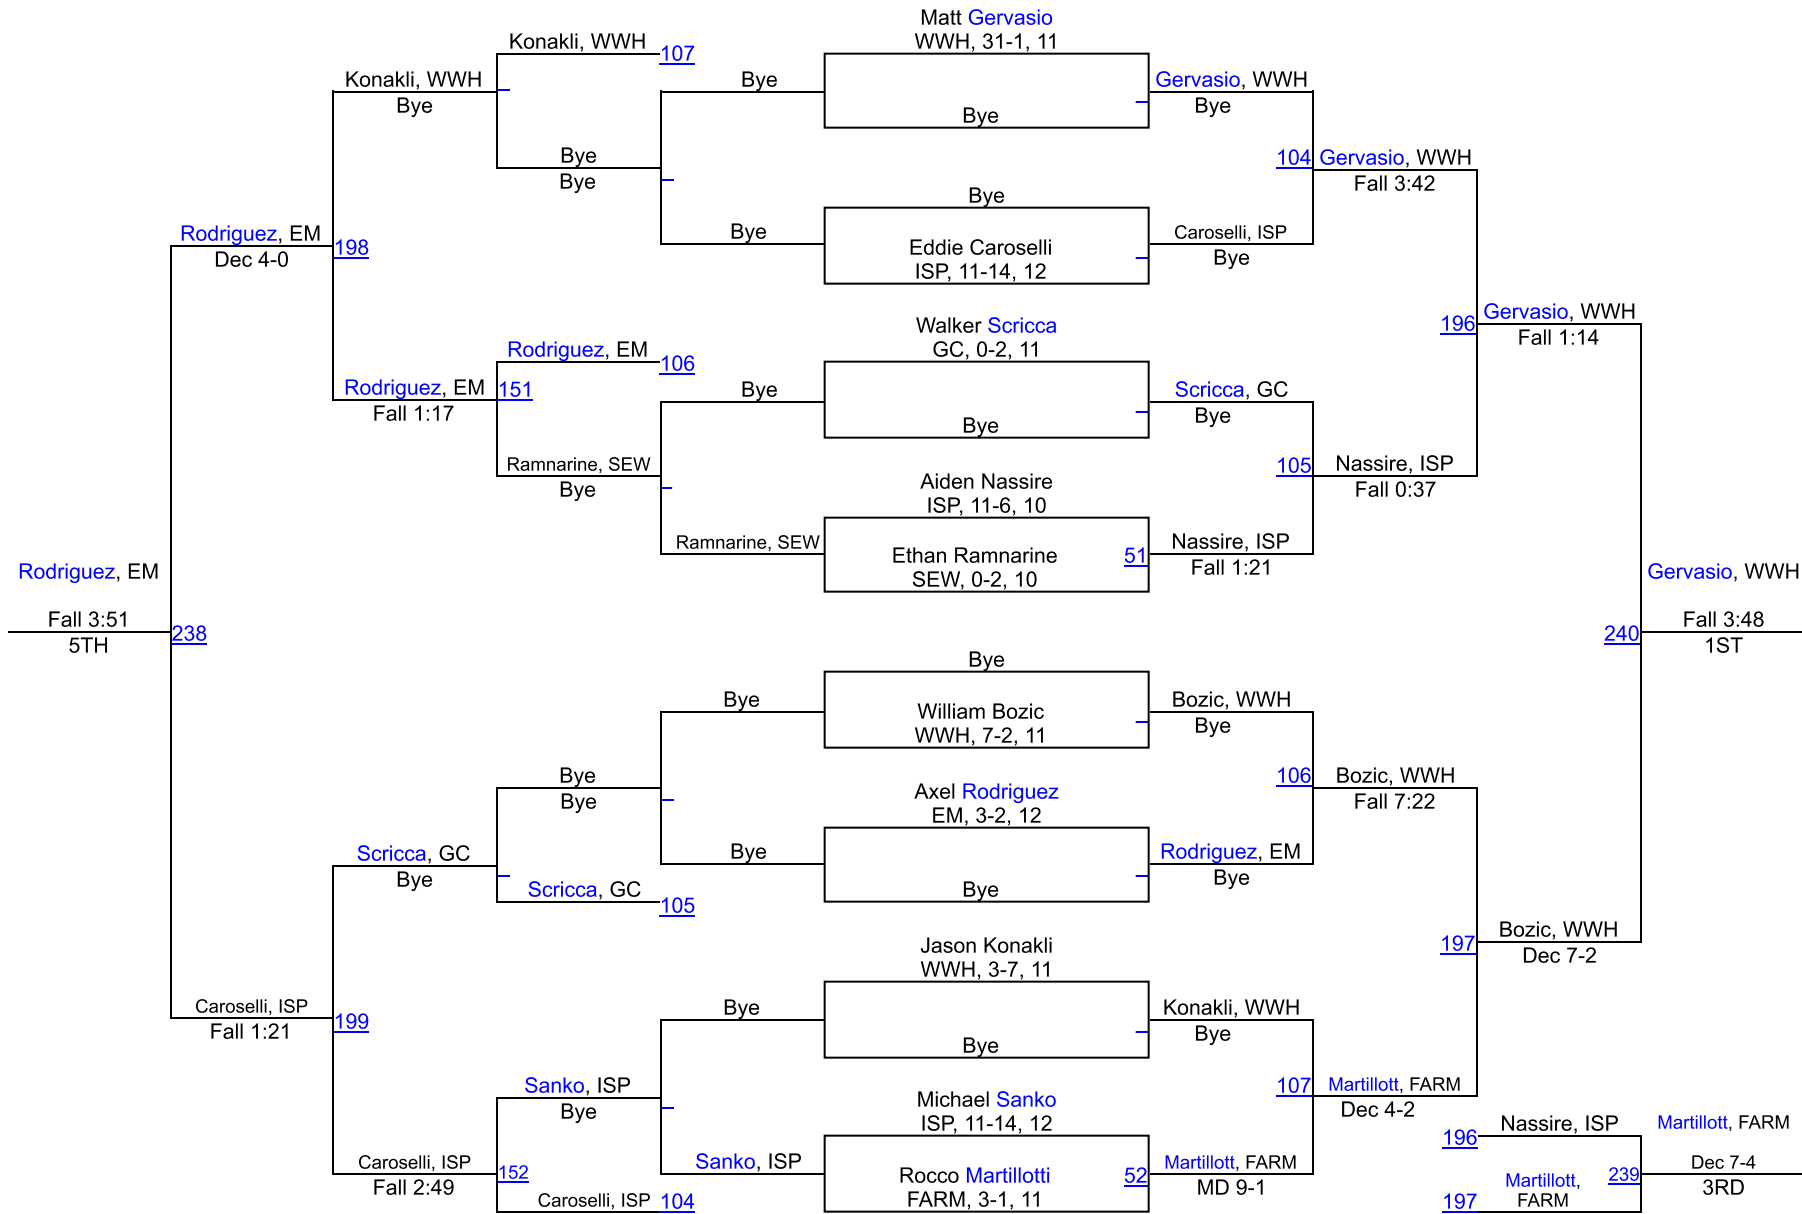 Matt Gervasio
WWH, 31-1, 11
Konakli, WWH
107
Konakli, WWH
Bye
Bye
Bye
Gervasio, WWH
Bye
Bye
Bye
104
Gervasio, WWH
Fall 3:42
Bye
Bye
Eddie Caroselli
ISP, 11-14, 12
Caroselli, ISP
Bye
Rodriguez, EM
Dec 4-0
198
Walker Scricca
GC, 0-2, 11
196
Gervasio, WWH
Fall 1:14
Rodriguez, EM
106
Rodriguez, EM
Fall 1:17
151
Bye
Bye
Scricca, GC
Bye
Ramnarine, SEW
Bye
105
Nassire, ISP
Fall 0:37
Aiden Nassire
ISP, 11-6, 10
Ramnarine, SEW
Ethan Ramnarine
SEW, 0-2, 10
51
Nassire, ISP
Fall 1:21
Rodriguez, EM
Fall 3:51
5TH
238
Gervasio, WWH
240
Fall 3:48
1ST
Bye
Bye
William Bozic
WWH, 7-2, 11
Bozic, WWH
Bye
Bye
Bye
106
Bozic, WWH
Fall 7:22
Axel Rodriguez
EM, 3-2, 12
Scricca, GC
Bye
Bye
Bye
Rodriguez, EM
Bye
Scricca, GC
105
197
Bozic, WWH
Dec 7-2
Jason Konakli
WWH, 3-7, 11
Caroselli, ISP
Fall 1:21
199
Bye
Bye
Konakli, WWH
Bye
Sanko, ISP
Bye
107
Martillott, FARM
Dec 4-2
Michael Sanko
ISP, 11-14, 12
196
Nassire, ISP
Martillott, FARM
Caroselli, ISP
Fall 2:49
152
Sanko, ISP
Rocco Martillotti
FARM, 3-1, 11
52
Martillott, FARM
MD 9-1
239
Dec 7-4
3RD
Caroselli, ISP
104
197
Martillott,
FARM